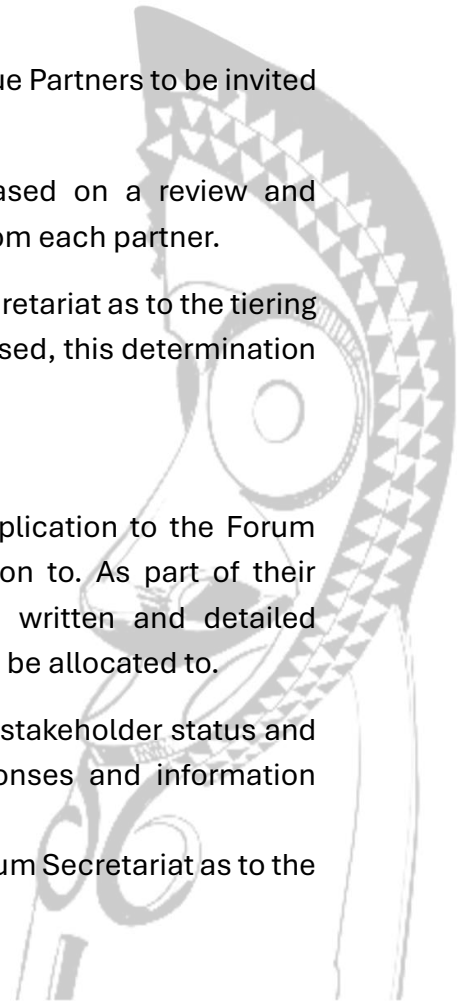 ue Partners to be invited
ased on a review and
om each partner.
retariat as to the tiering
sed, this determination
plication to the Forum
on to. As part of their
written and detailed
be allocated to.
stakeholder status and
onses and information
um Secretariat as to the